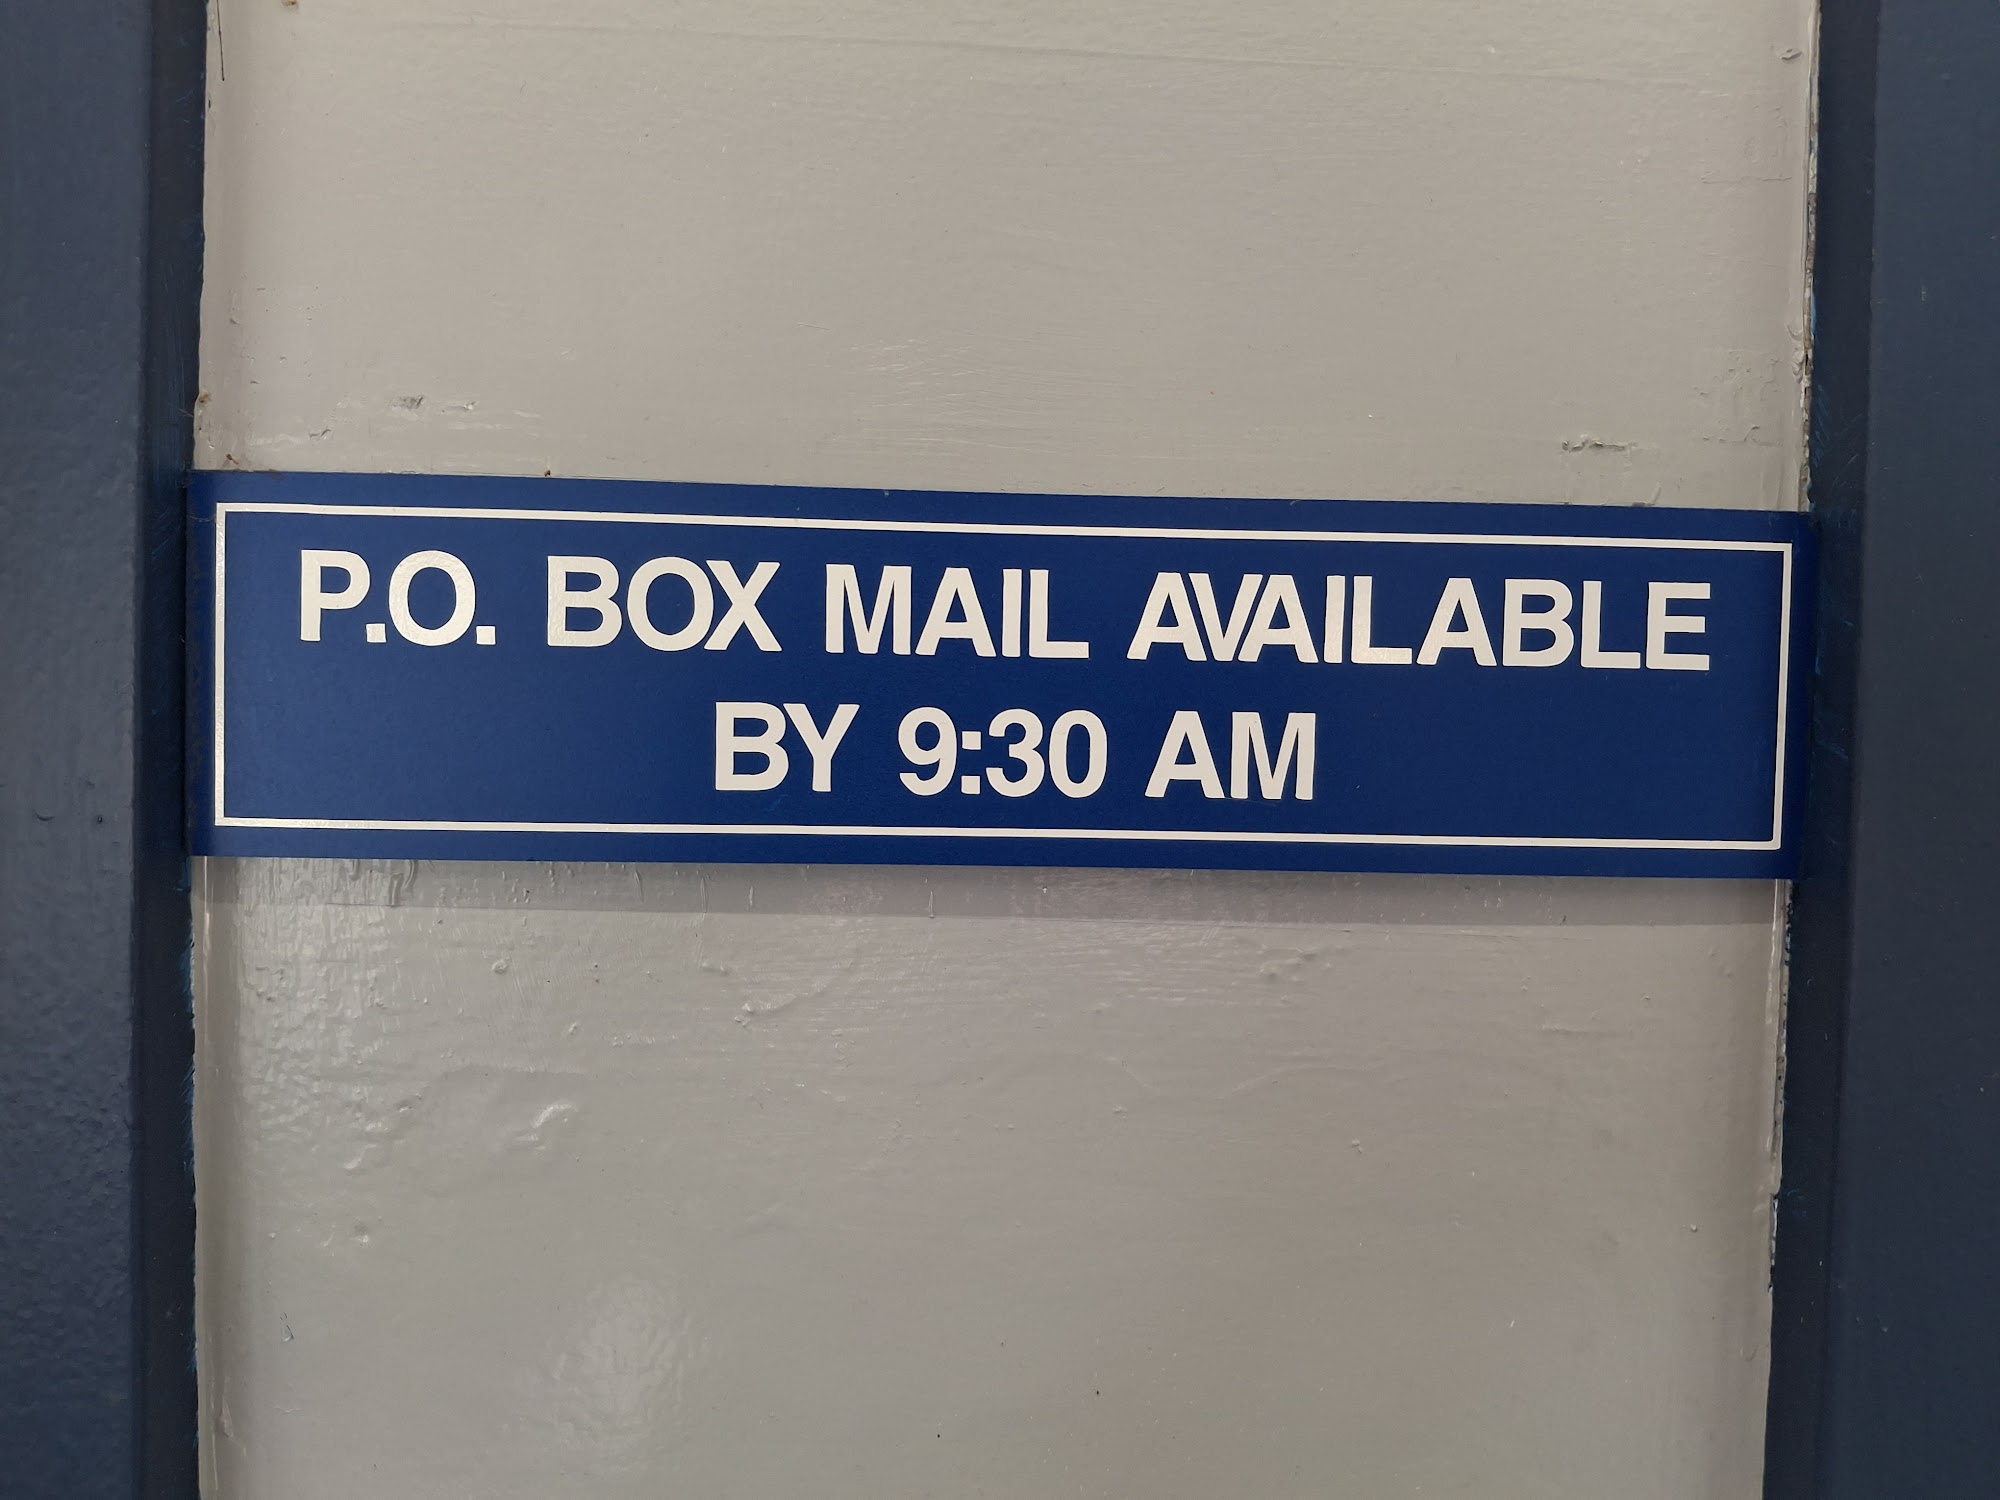 P.O. BOX MAIL AVAILABLE
BY 9:30 AM